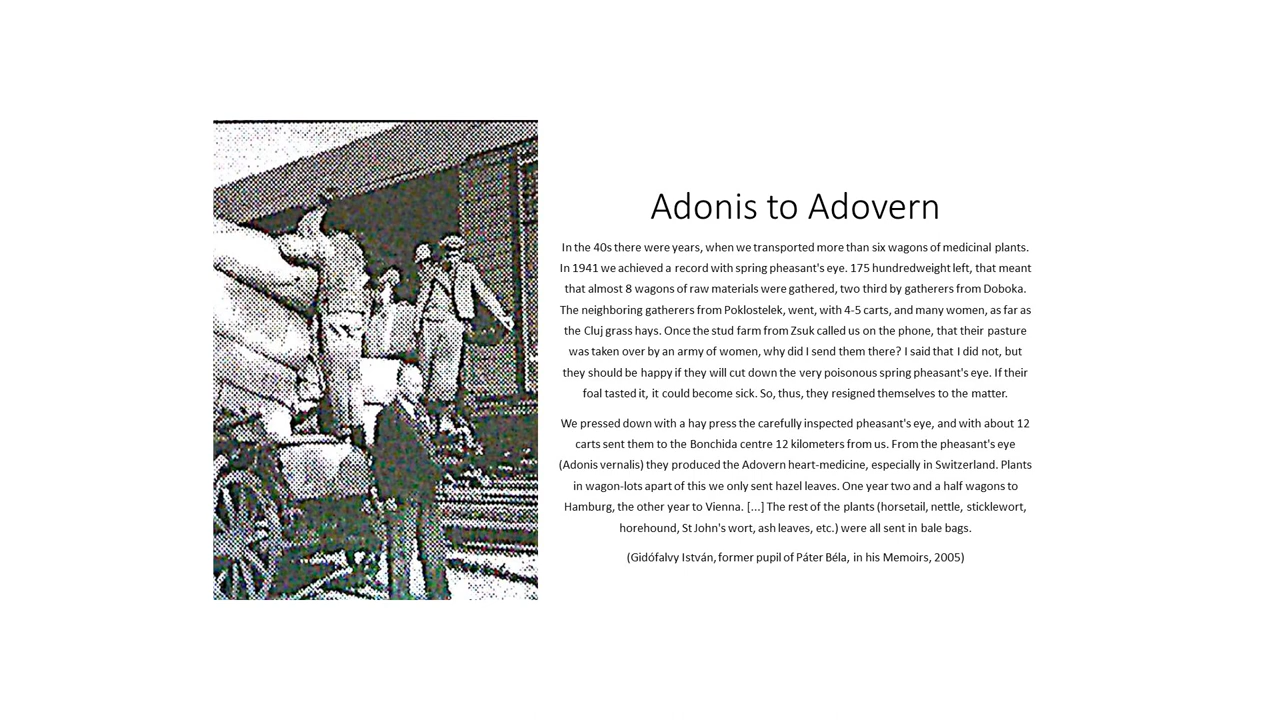 Adonis to Adovern
In the 40s there were years, when we transported more than six wagons of medicinal plants.
In 1941 we achieved a record with spring pheasant's eye. 175 hundredweight left, that meant
that almost 8 wagons of raw materials were gathered, two third by gatherers from Doboka.
The neighboring gatherers from Poklostelek, went, with 4-5 carts, and many women, as far as
the Cluj grass hays. Once the stud farm from Zsuk called us on the phone, that their pasture
was taken over by an army of women, why did I send them there? I said that I did not, but
they should be happy if they will cut down the very poisonous spring pheasant's eye. If their
foal tasted it, it could become sick. So, thus, they resigned themselves to the matter.
We pressed down with a hay press the carefully inspected pheasant's eye, and with about 12
carts sent them to the Bonchida centre 12 kilometers from us. From the pheasant's eye
(Adonis vernalis) they produced the Adovern heart-medicine, especially in Switzerland. Plants
in wagon-lots apart of this we only sent hazel leaves. One year two and a half wagons to
Hamburg, the other year to Vienna. [...] The rest of the plants (horsetail, nettle, sticklewort,
horehound, St John's wort, ash leaves, etc.) were all sent in bale bags.
(Gidófalvy István, former pupil of Páter Béla, in his Memoirs, 2005)